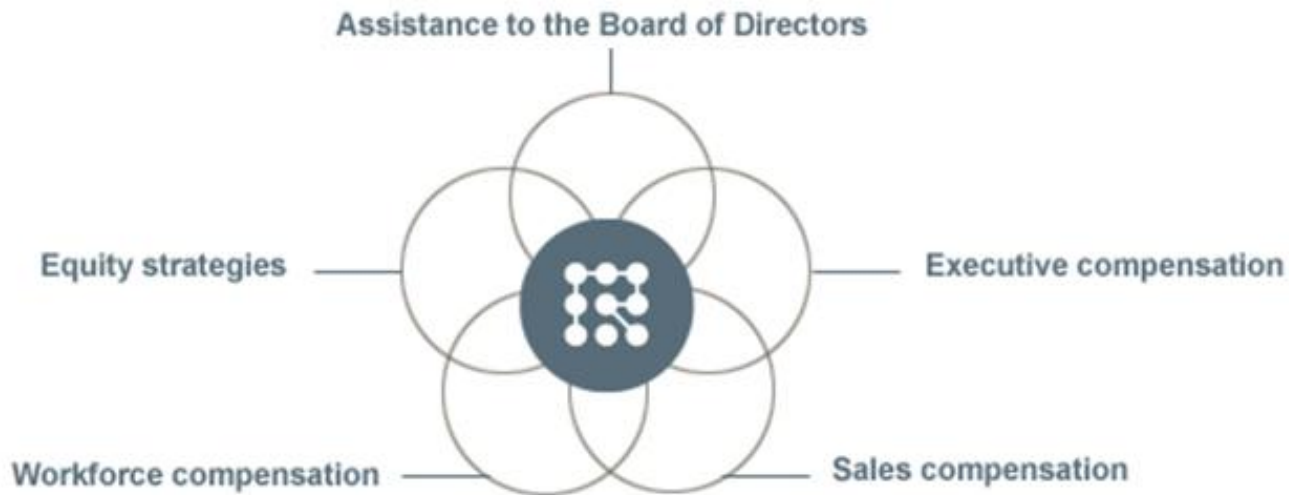 Assistance to the Board of Directors
Equity strategies
Executive compensation
Workforce compensation
Sales compensation